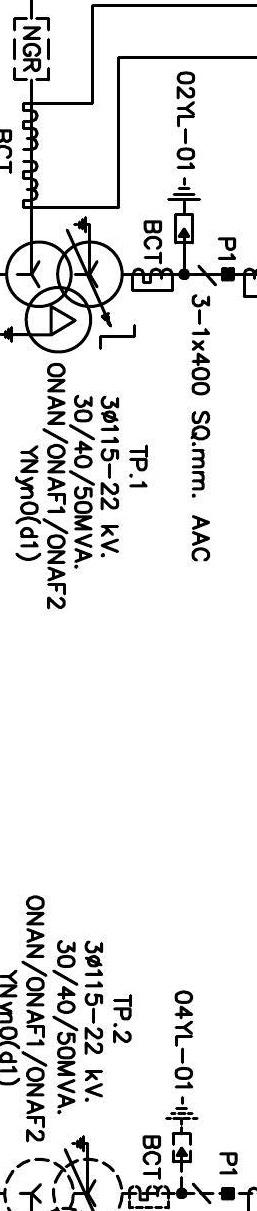 NGR
BCT
02YL-01
BCT
P1
3-1x400 SQ.mm. AAC
TP.1
3ø115-22 kV.
30/40/50MVA.
ONAN/ONAF1/ONAF2
YNyn0(d1)
P1
04YL-01
BCT
TP.2
3ø115-22 kV.
30/40/50MVA.
ONAN/ONAF1/ONAF2
YNyn0(d1)